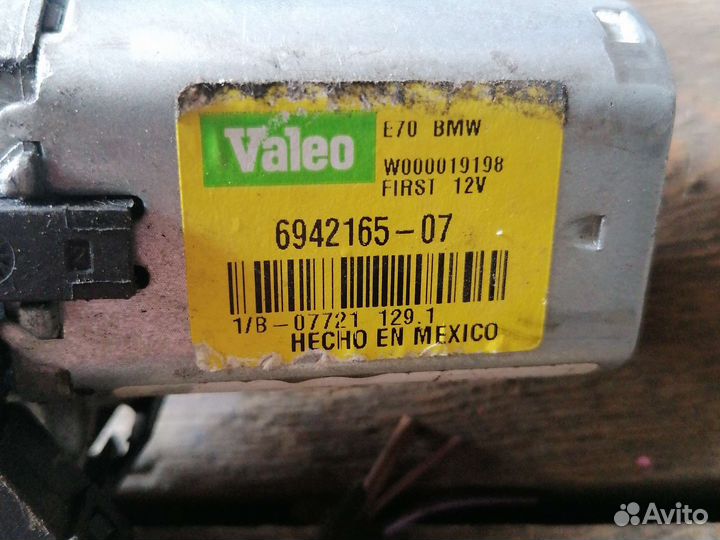 Valeo
E70 BMW
W000019198
FIRST 12V
6942165-07
1/B-07721 129.1
HECHO EN MEXICO
Avito